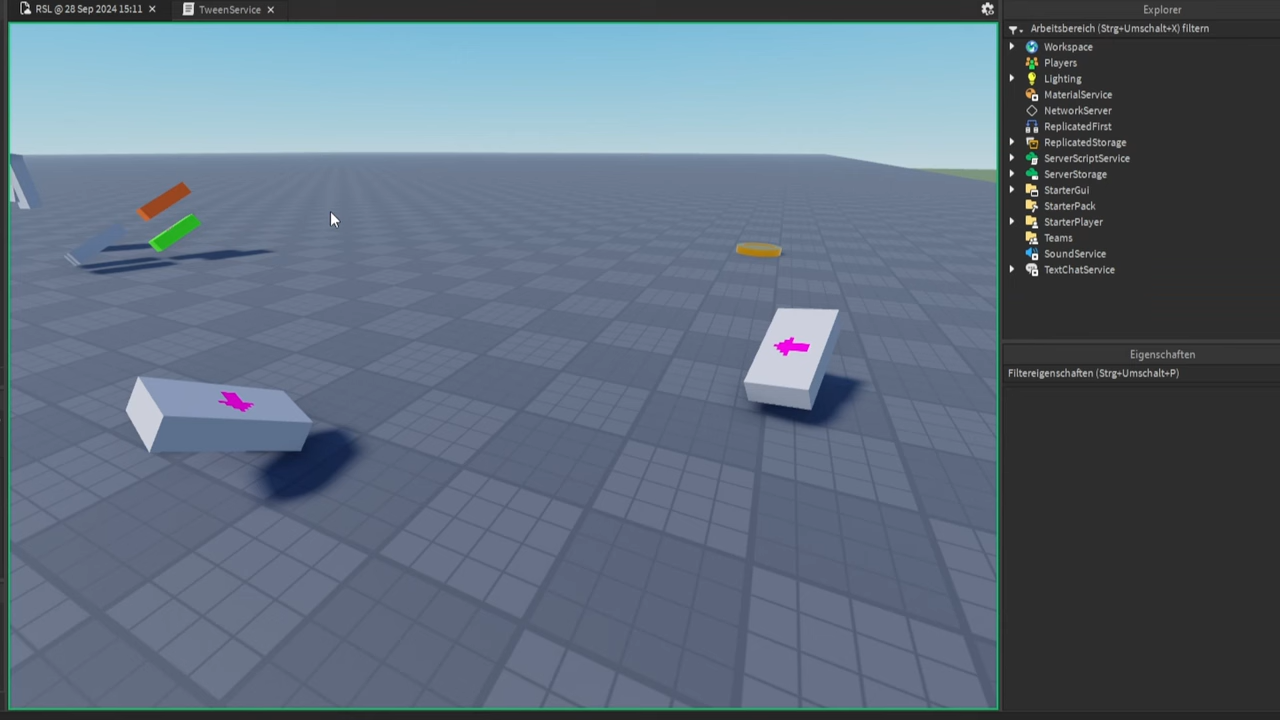 RSL @ 28 Sep 2024 15:11
TweenService
Explorer
Arbeitsbereich (Strg+Umschalt+X) filtern
Workspace
Players
Lighting
MaterialService
NetworkServer
ReplicatedFirst
ReplicatedStorage
ServerScriptService
ServerStorage
StarterGui
StarterPack
StarterPlayer
Teams
SoundService
TextChatService
Eigenschaften
Filtereigenschaften (Strg+Umschalt+P)